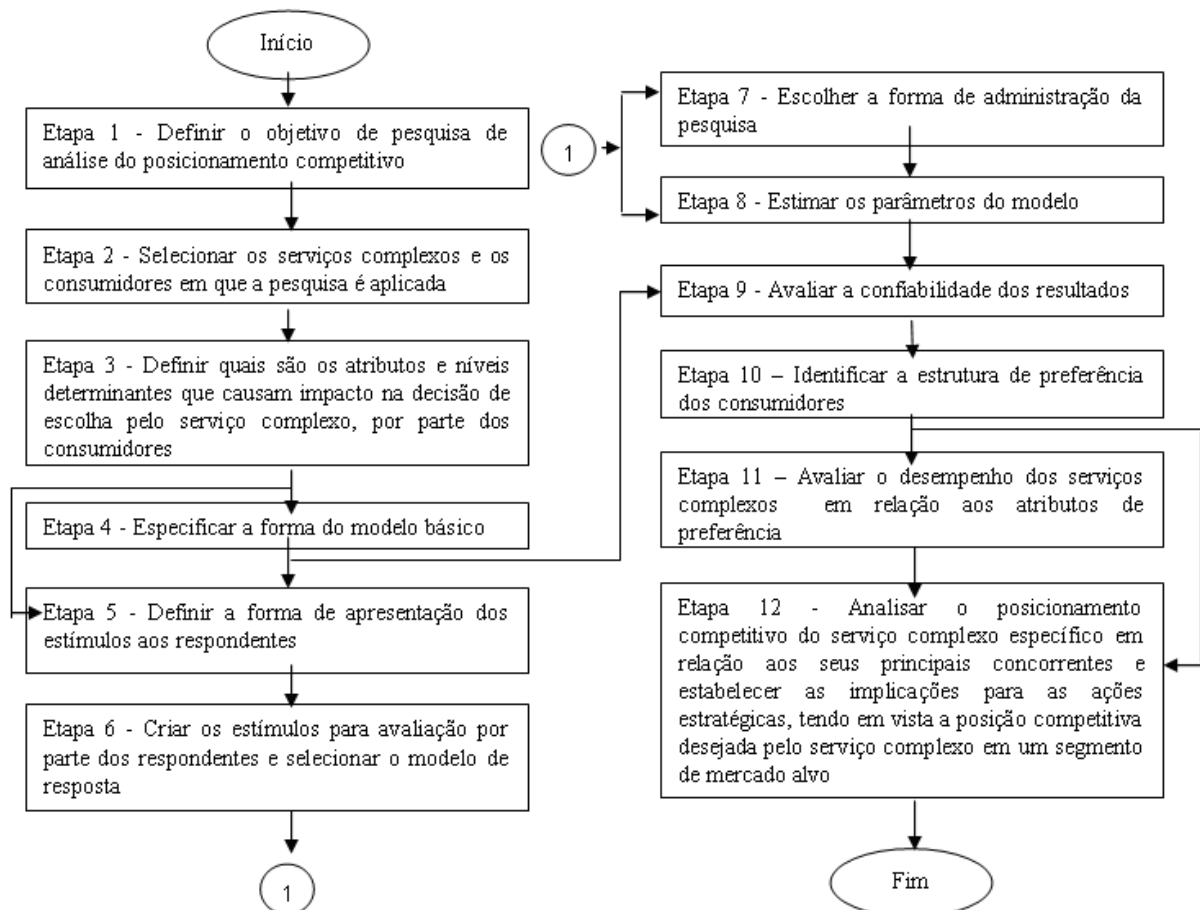 Início
Etapa 1 - Definir o objetivo de pesquisa de
análise do posicionamento competitivo
Etapa 2 - Selecionar os serviços complexos e os
consumidores em que a pesquisa é aplicada
Etapa 3 - Definir quais são os atributos e níveis
determinantes que causam impacto na decisão de
escolha pelo serviço complexo, por parte dos
consumidores
Etapa 4 - Especificar a forma do modelo básico
Etapa 5 - Definir a forma de apresentação dos
estímulos aos respondentes
Etapa 6 - Criar os estímulos para avaliação por
parte dos respondentes e selecionar o modelo de
resposta
1
1
Etapa 7 - Escolher a forma de administração da
pesquisa
Etapa 8 - Estimar os parâmetros do modelo
Etapa 9 - Avaliar a confiabilidade dos resultados
Etapa 10 – Identificar a estrutura de preferência
dos consumidores
Etapa 11 – Avaliar o desempenho dos serviços
complexos em relação aos atributos de
preferência
Etapa 12 - Analisar o posicionamento
competitivo do serviço complexo específico em
relação aos seus principais concorrentes e
estabelecer as implicações para as ações
estratégicas, tendo em vista a posição competitiva
desejada pelo serviço complexo em um segmento
de mercado alvo
Fim